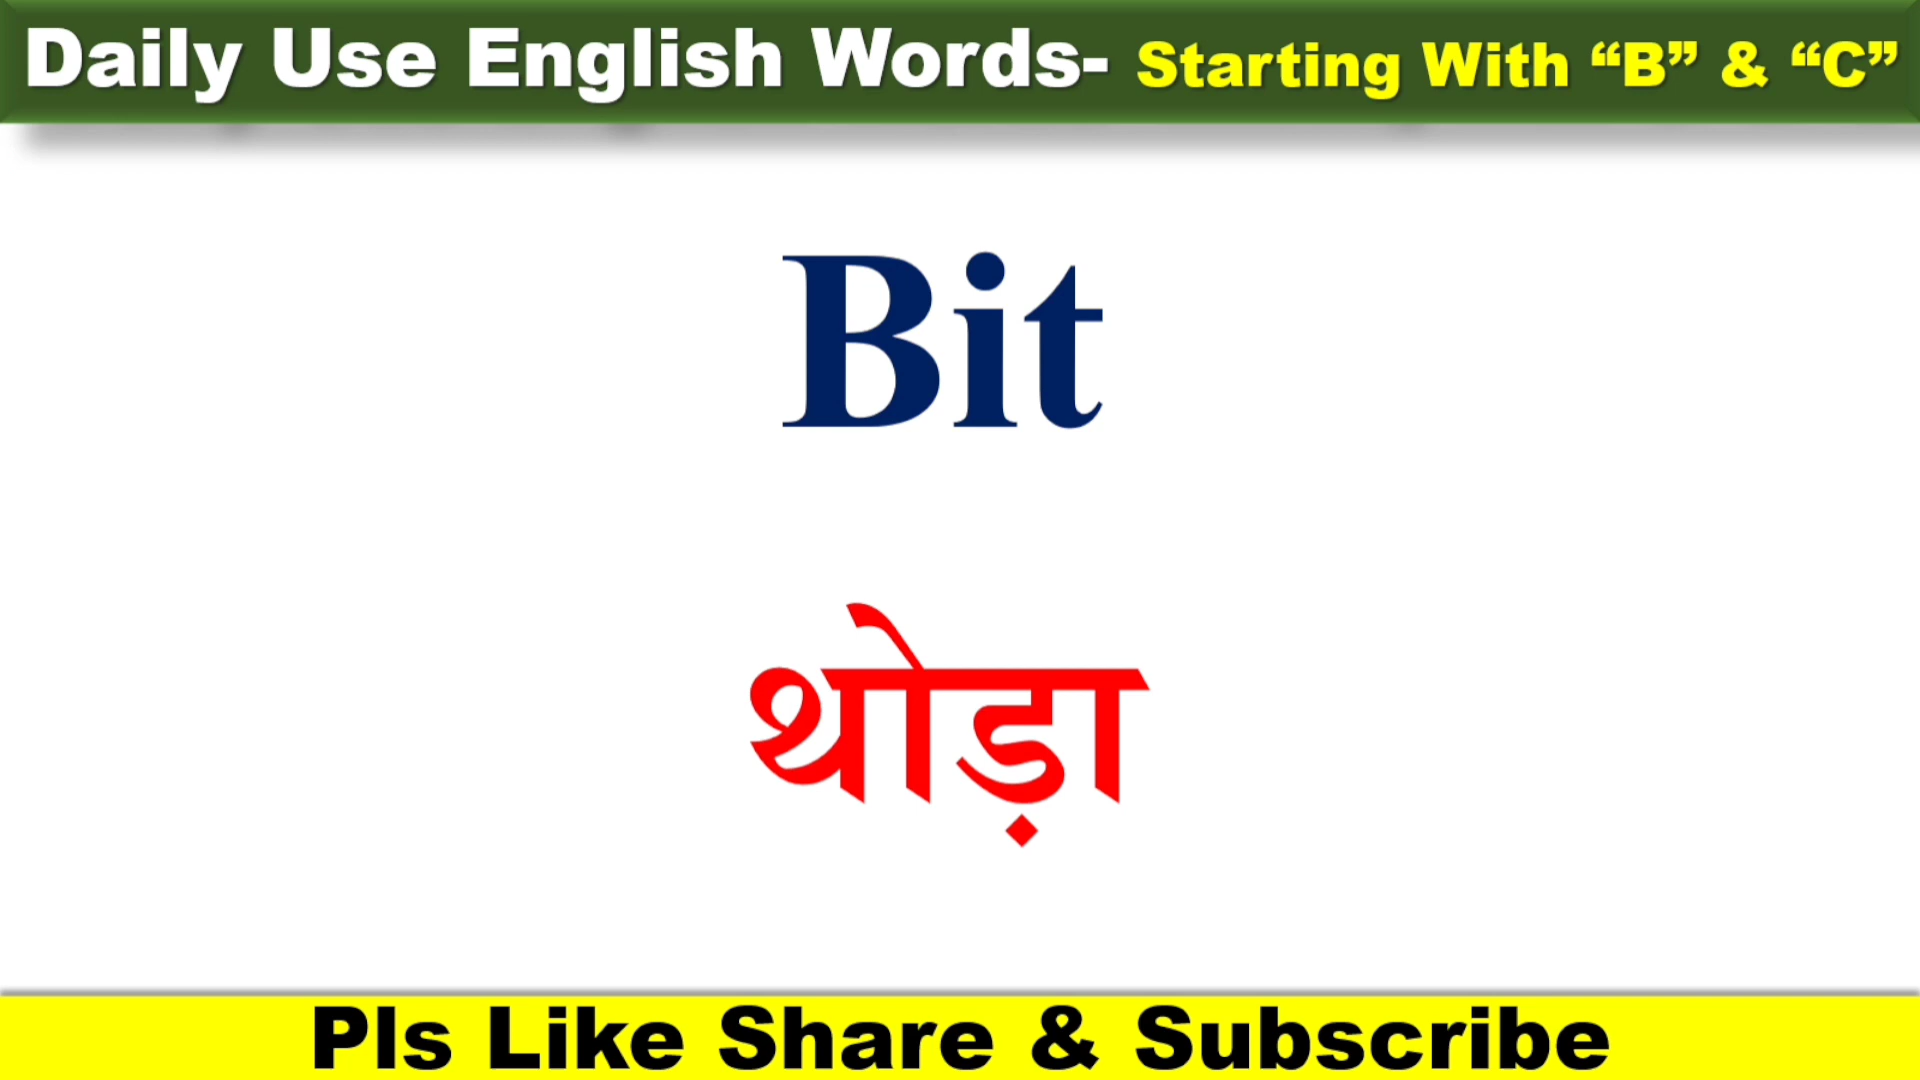 Daily Use English Words- Starting With “B” & “C”
Bit
थोड़ा
Pls Like Share & Subscribe